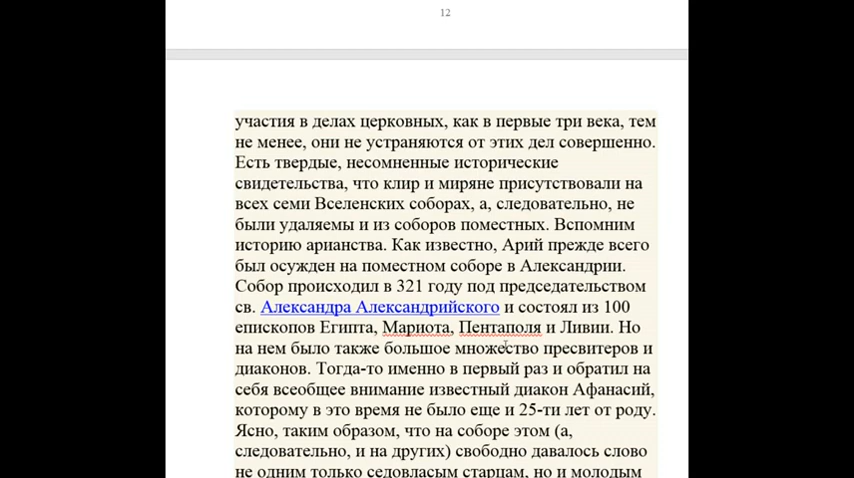 12
участия в делах церковных, как в первые три века, тем
не менее, они не устраняются от этих дел совершенно.
Есть твердые, несомненные исторические
свидетельства, что клир и миряне присутствовали на
всех семи Вселенских соборах, а, следовательно, не
были удаляемы и из соборов поместных. Вспомним
историю арианства. Как известно, Арий прежде всего
был осужден на поместном соборе в Александрии.
Собор происходил в 321 году под председательством
св. Александра Александрийского и состоял из 100
епископов Египта, Мариота, Пентаполя и Ливии. Но
на нем было также большое множество пресвитеров и
диаконов. Тогда-то именно в первый раз и обратил на
себя всеобщее внимание известный диакон Афанасий,
которому в это время не было еще и 25-ти лет от роду.
Ясно, таким образом, что на соборе этом (а,
следовательно, и на других) свободно давалось слово
не одним только седовласым старцам, но и молодым